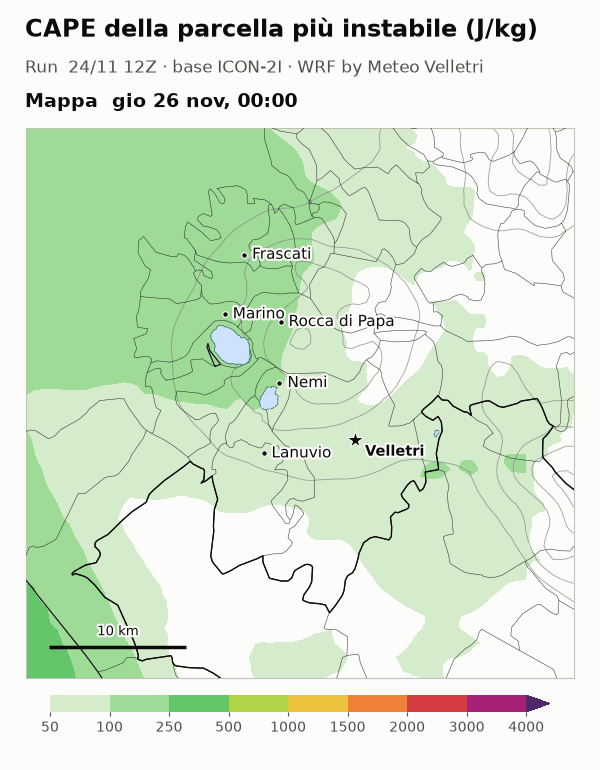 CAPE della parcella più instabile (J/kg)
Run 24/11 12Z · base ICON-2I · WRF by Meteo Velletri
Mappa gio 26 nov, 00:00
Frascati
Marino
Rocca di Papa
Nemi
Velletri
Lanuvio
10 km
50 100 250 500 1000 1500 2000 3000 4000